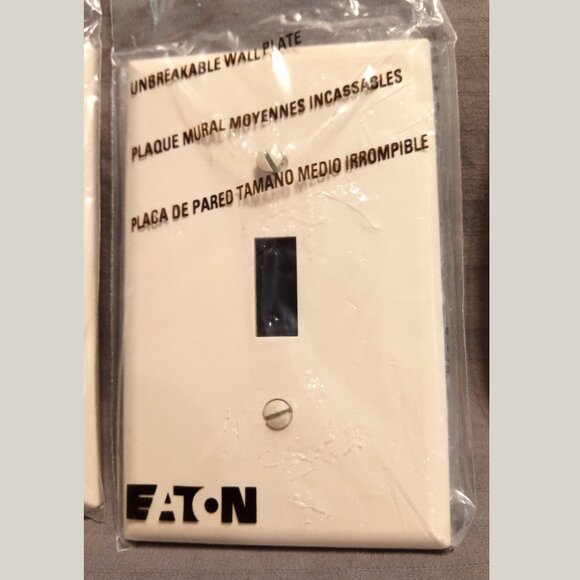 UNBREAKABLE WALL PLATE
PLAQUE MURAL MOYENNES INCASSABLES
PLACA DE PARED TAMANO MEDIO IRROMPIBLE
EATON